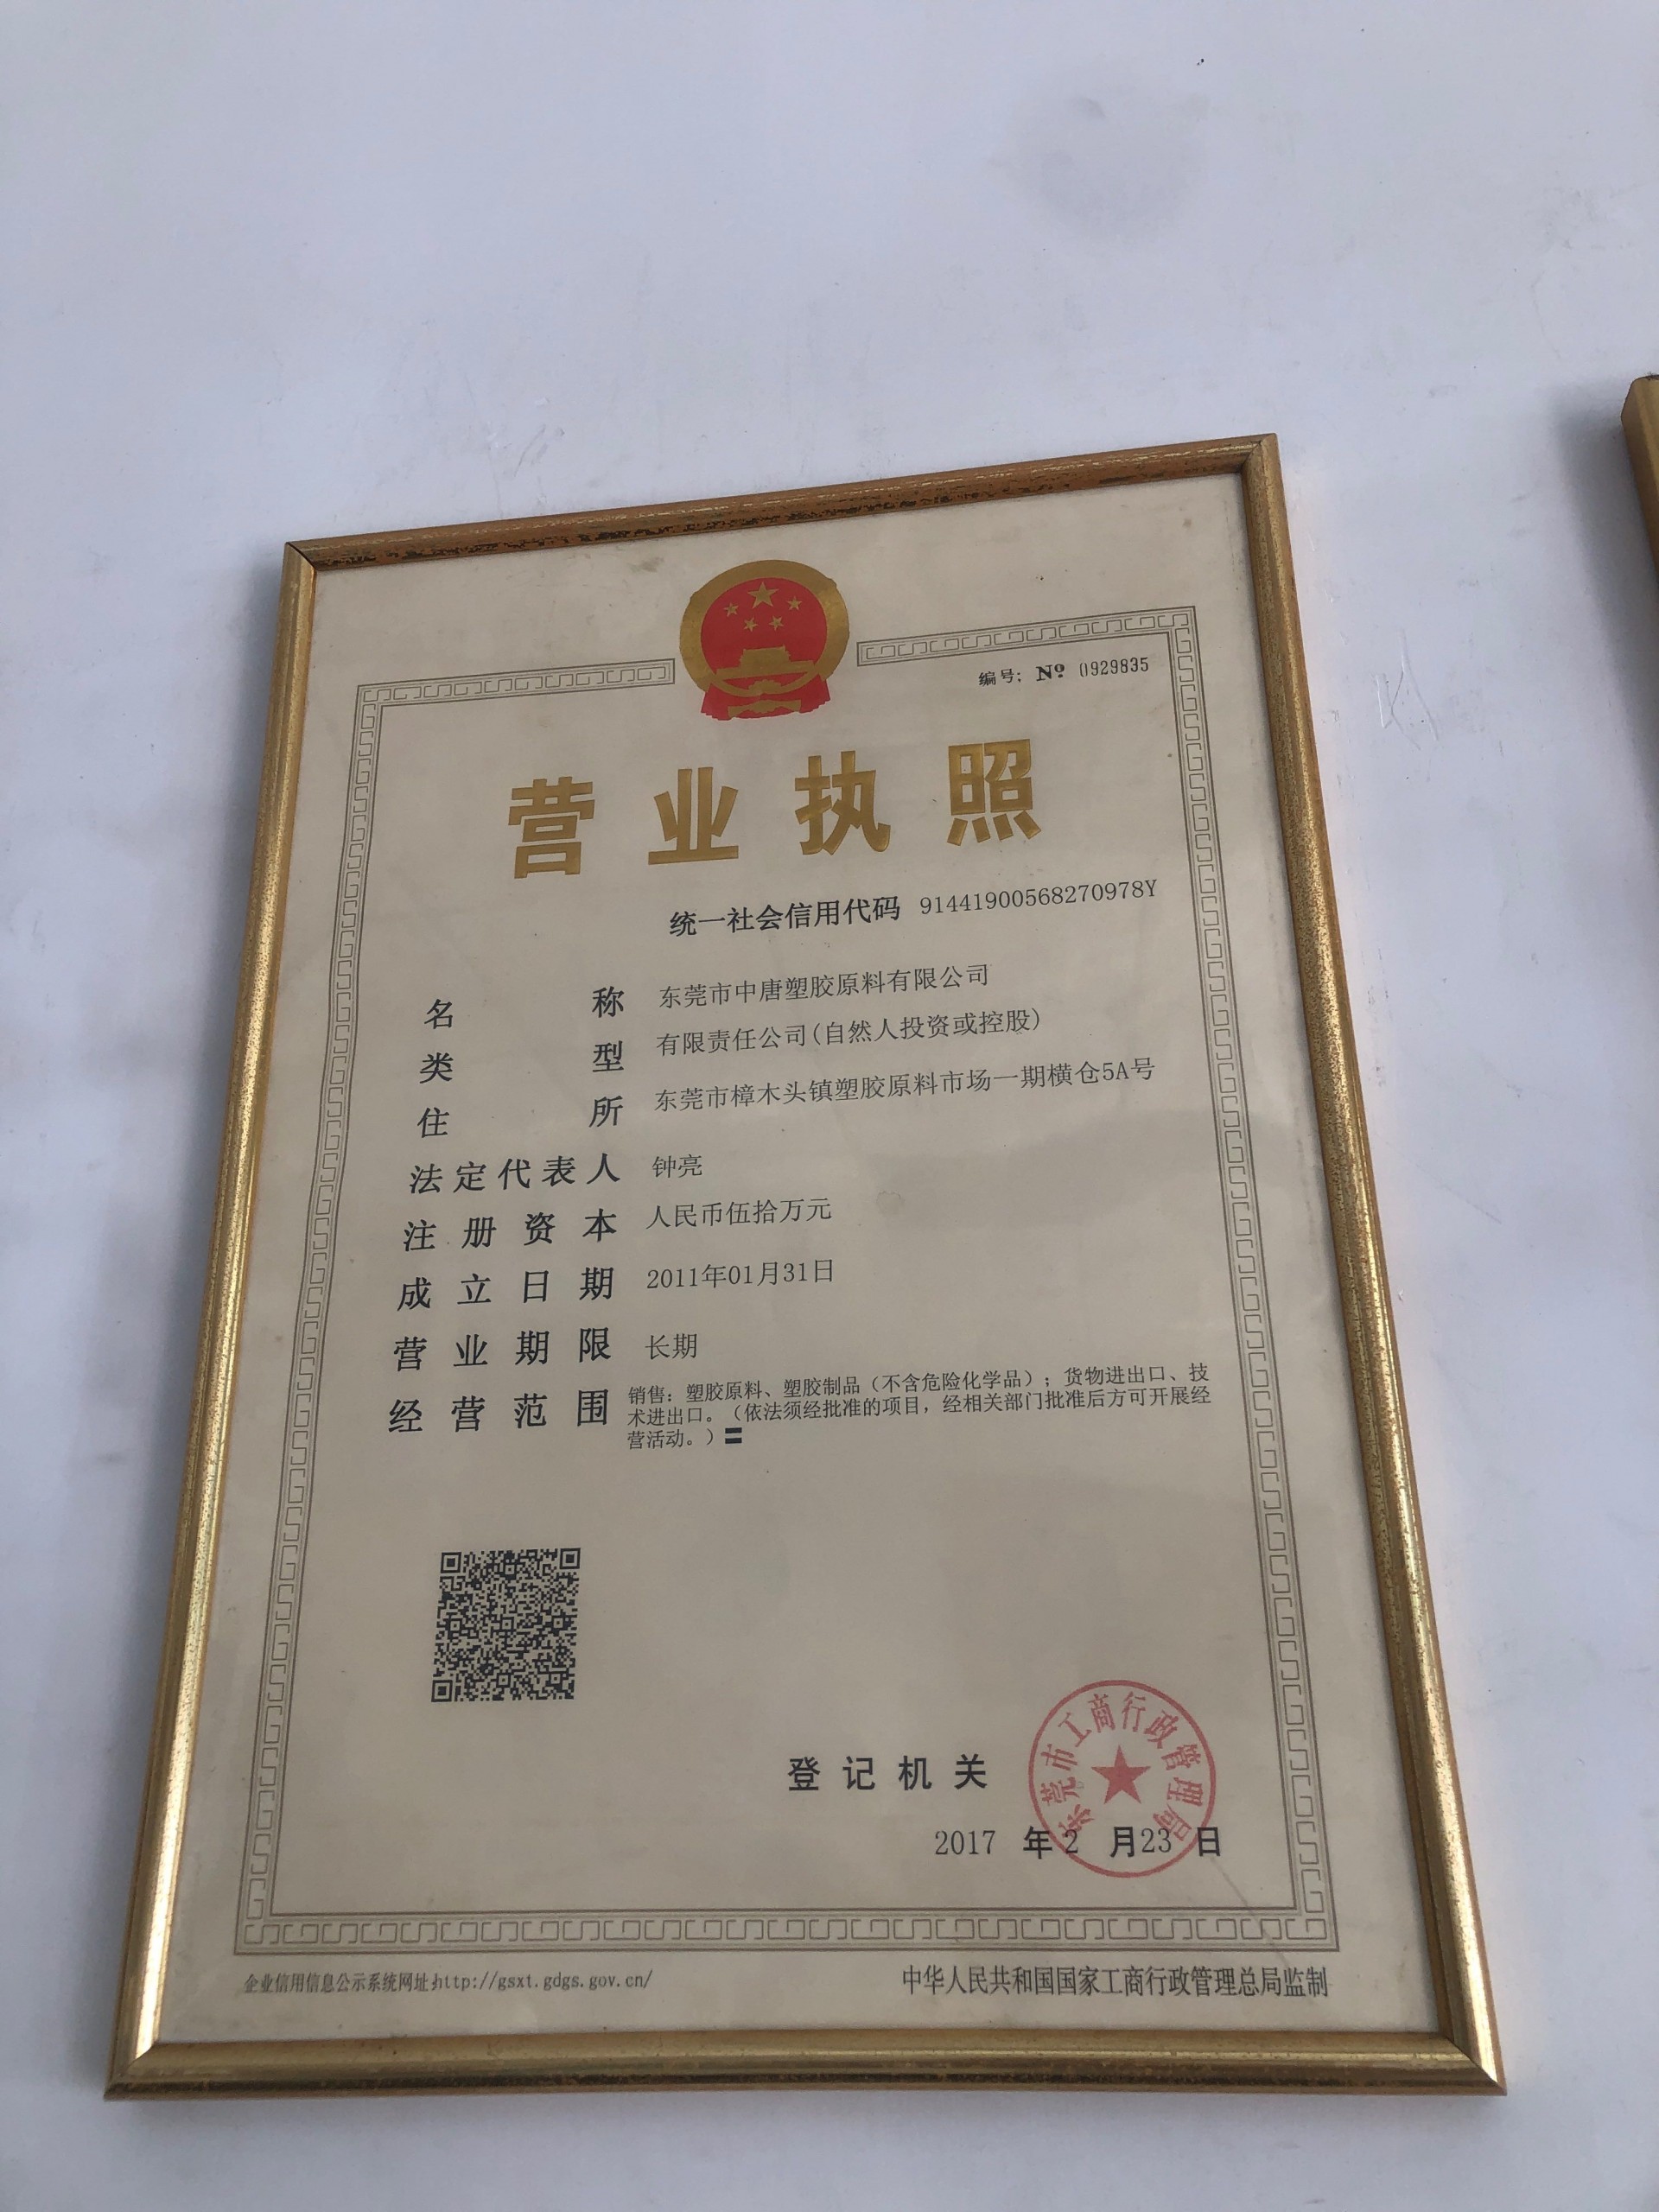 编号: № 0929835
营业执照
统一社会信用代码 91441900568270978Y
名称 东莞市中唐塑胶原料有限公司
类型 有限责任公司(自然人投资或控股)
住所 东莞市樟木头镇塑胶原料市场一期横仓5A号
法定代表人 钟亮
注册资本 人民币伍拾万元
成立日期 2011年01月31日
营业期限 长期
经营范围 销售：塑胶原料、塑胶制品（不含危险化学品）；货物进出口、技
术进出口。（依法须经批准的项目，经相关部门批准后方可开展经
营活动。）〓
登记机关
东莞市工商行政管理局
2017 年 2 月 23 日
企业信用信息公示系统网址:http://gsxt.gdgs.gov.cn/
中华人民共和国国家工商行政管理总局监制